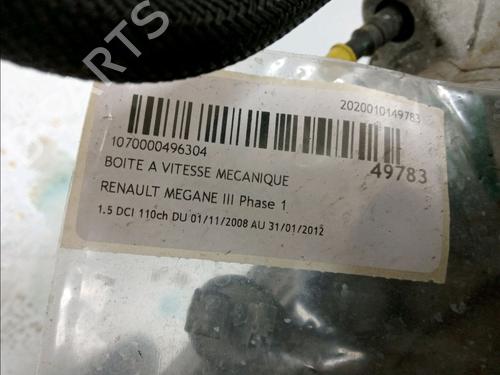 2020010149783
1070000496304
49783
BOITE A VITESSE MECANIQUE
RENAULT MEGANE III Phase 1
1.5 DCI 110ch DU 01/11/2008 AU 31/01/2012